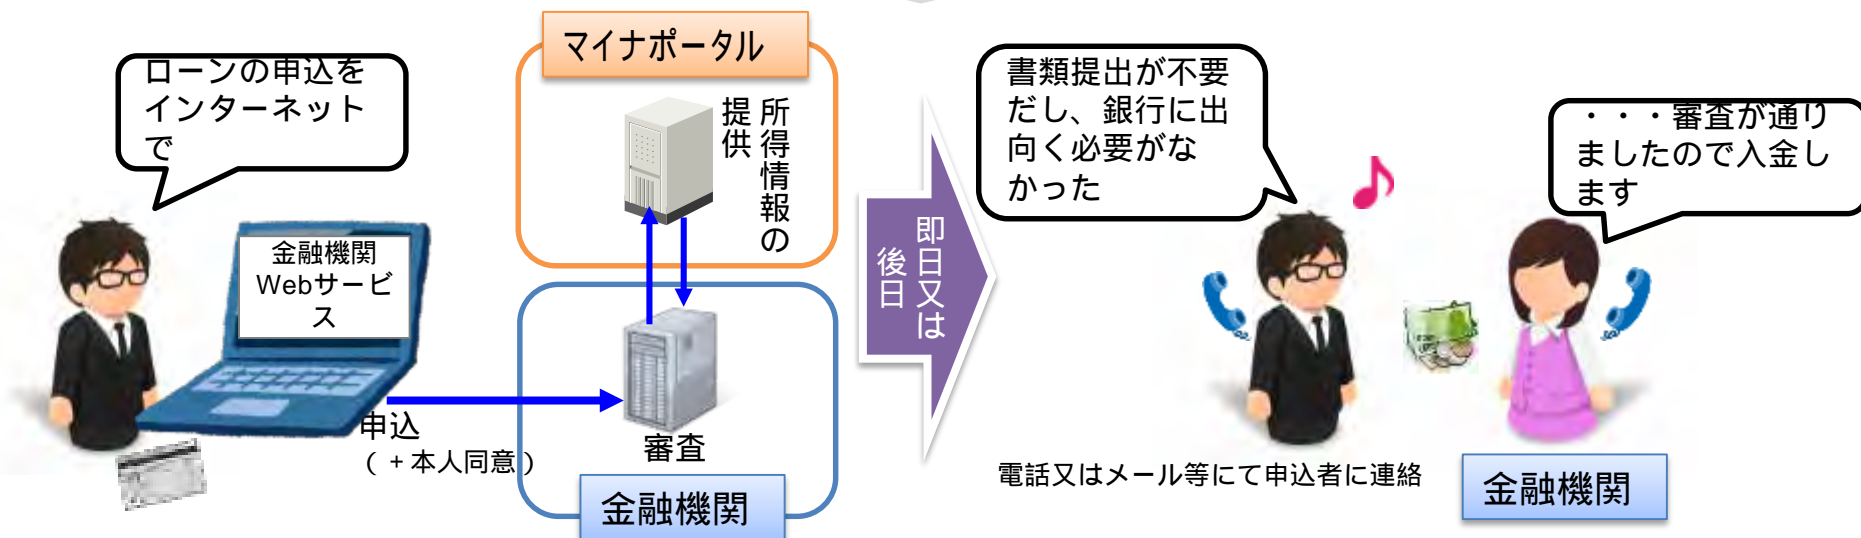 ローンの申込を
インターネット
で
金融機関
Webサービ
ス
申込
(+本人同意)
マイナポータル
所得情報の
提供
審査
金融機関
即日又は
後日
書類提出が不要
だし、銀行に出
向く必要がな
かった
・・・審査が通り
ましたので入金し
ます
電話又はメール等にて申込者に連絡
金融機関